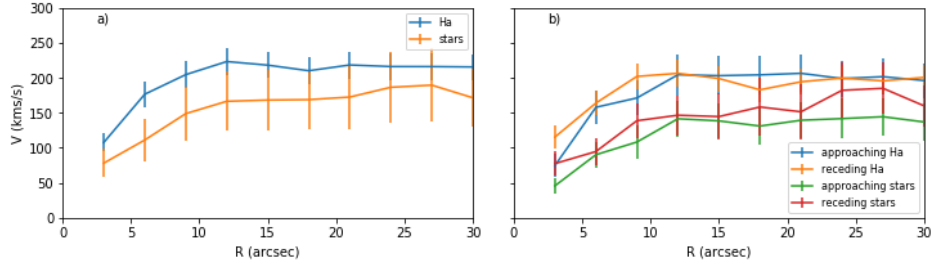 a)
Ha
stars
300
250
200
150
100
50
0
V (kms/s)
0 5 10 15 20 25 30
R (arcsec)
b)
approaching Ha
receding Ha
approaching stars
receding stars
0 5 10 15 20 25 30
R (arcsec)